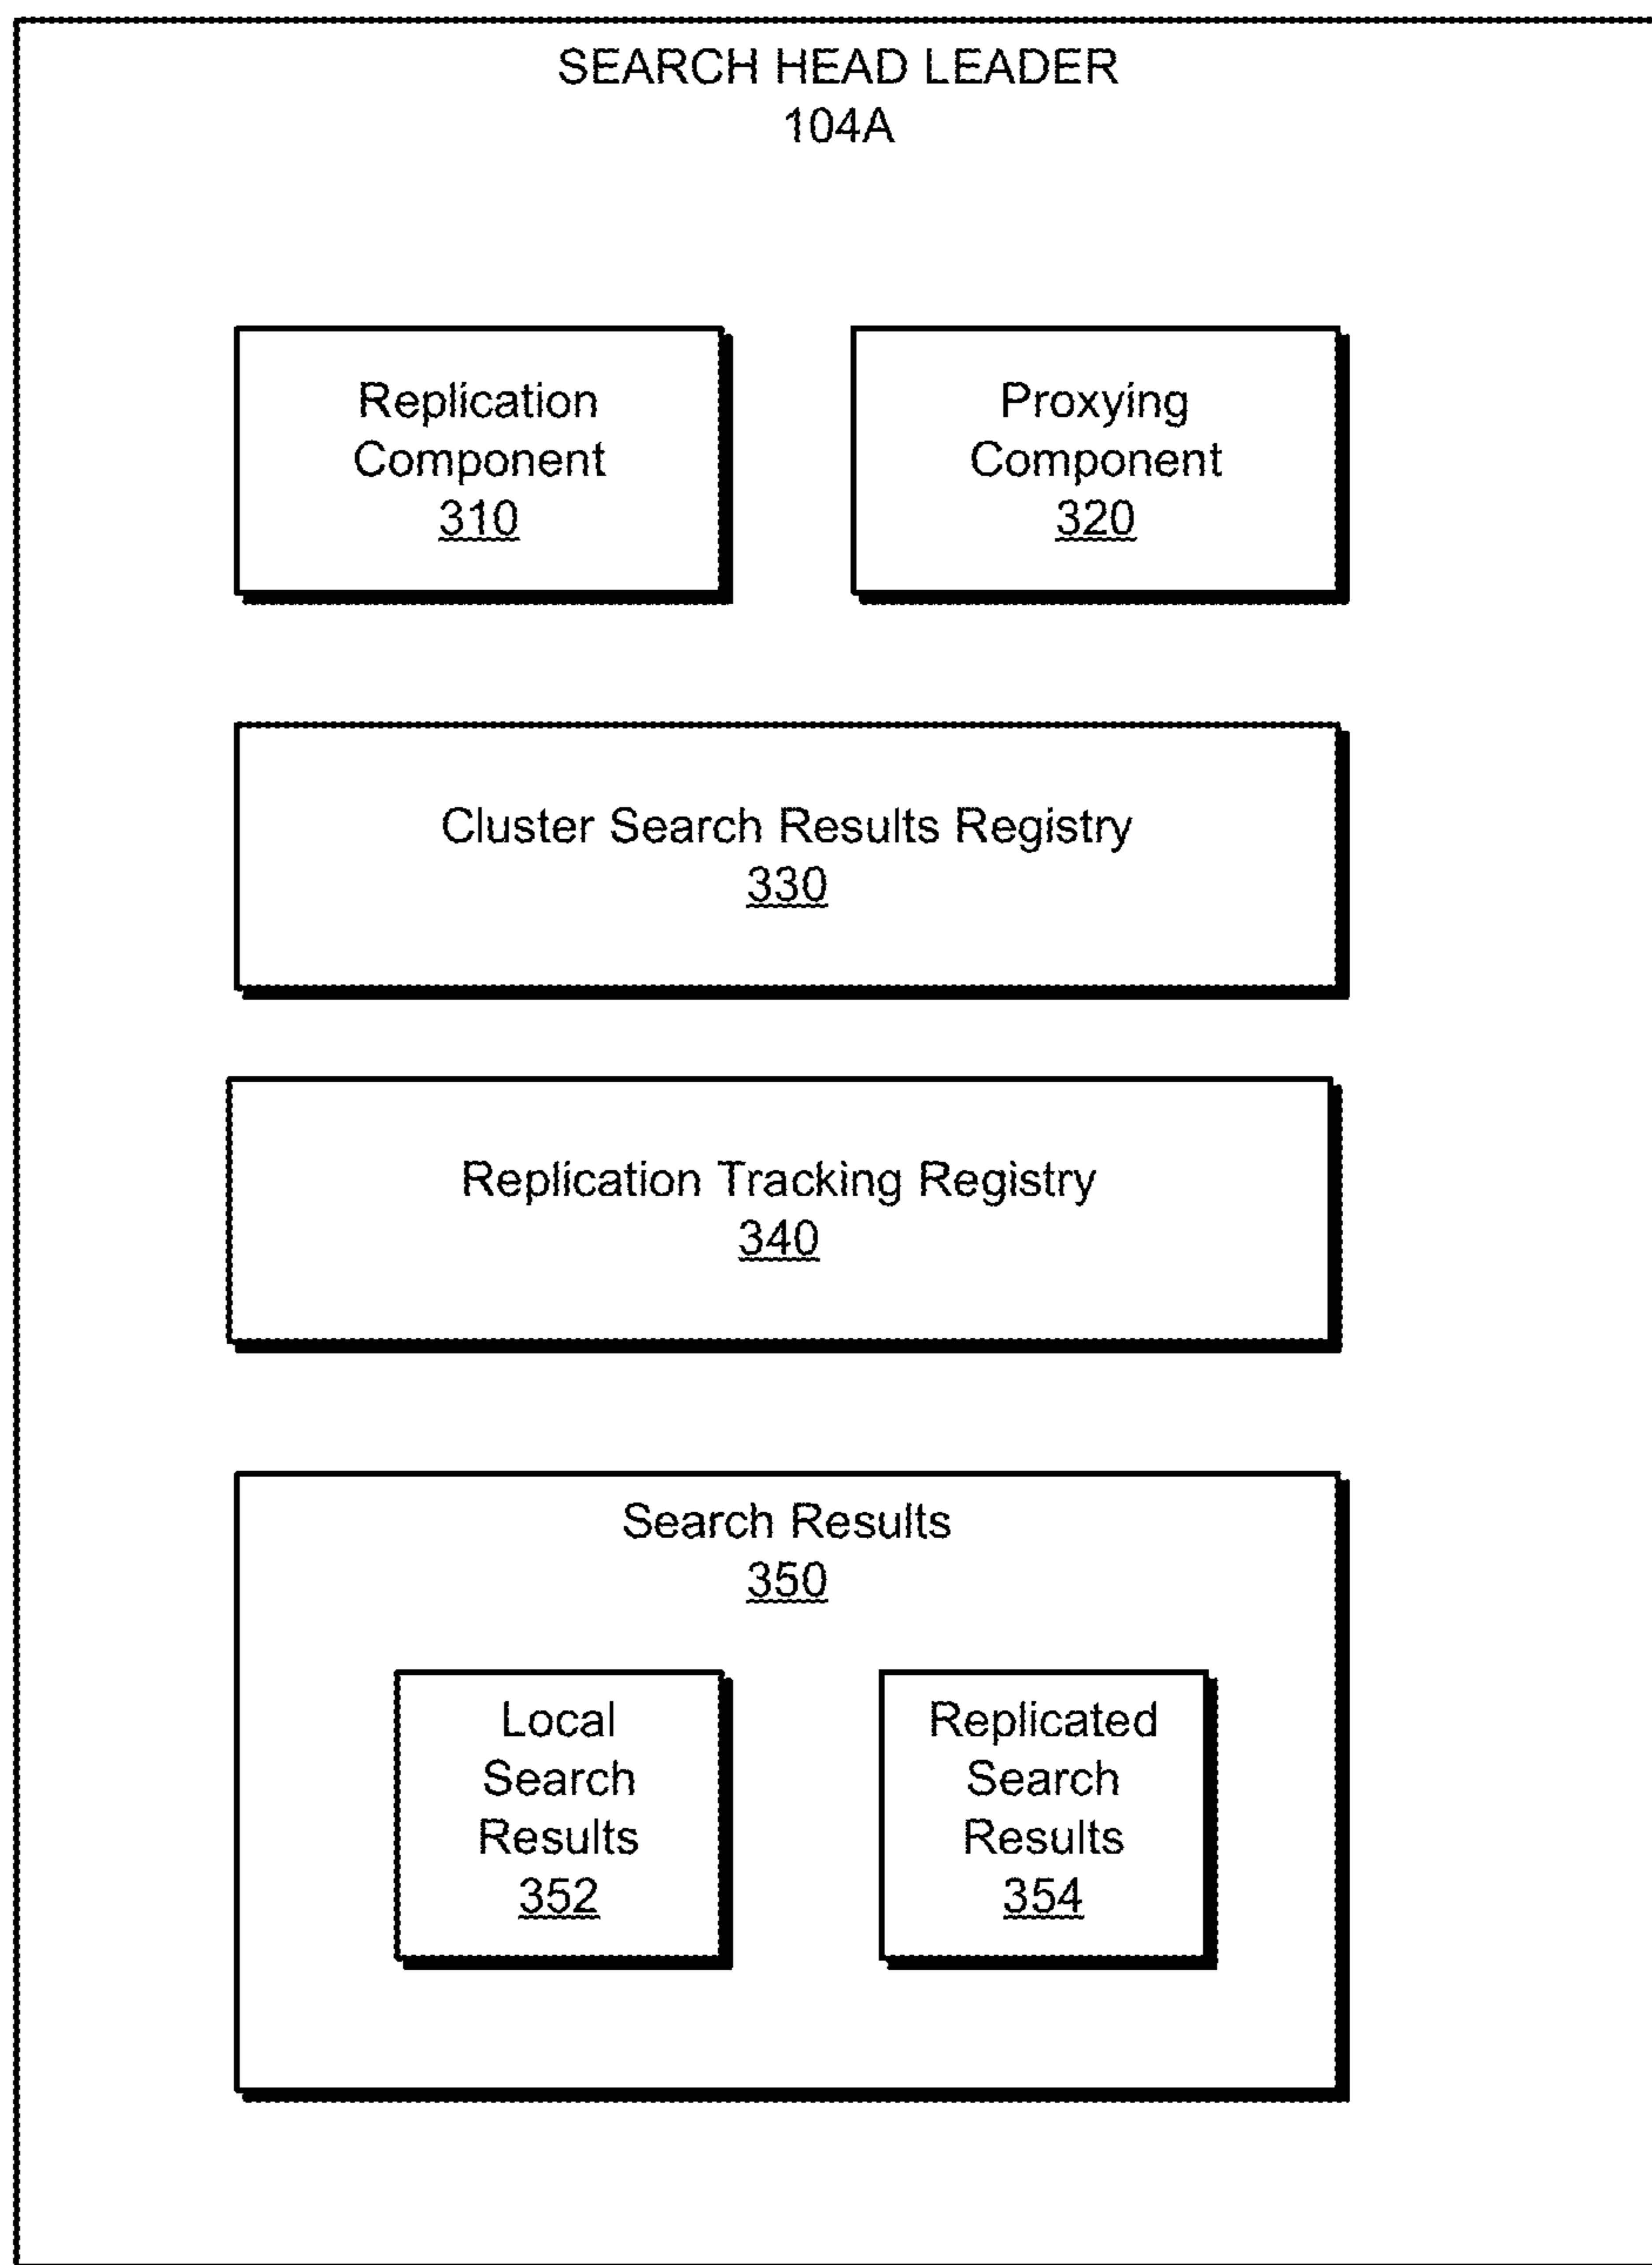 SEARCH HEAD LEADER
104A
Replication
Component
310
Proxying
Component
320
Cluster Search Results Registry
330
Replication Tracking Registry
340
Search Results
350
Local
Search
Results
352
Replicated
Search
Results
354